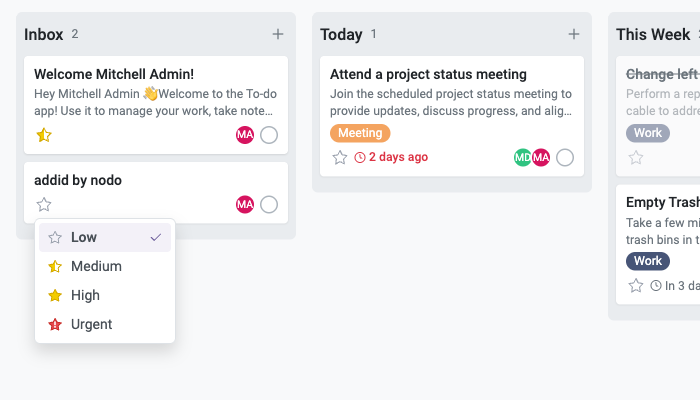 Inbox 2
Welcome Mitchell Admin!
Hey Mitchell Admin 👋Welcome to the To-do
app! Use it to manage your work, take note…
MA
addid by nodo
MA
Low
Medium
High
Urgent
Today 1
Attend a project status meeting
Join the scheduled project status meeting to
provide updates, discuss progress, and alig…
Meeting
2 days ago
MD MA
This Week
Change left
Perform a rep
cable to addre
Work
Empty Trash
Take a few mi
trash bins in t
Work
In 3 da